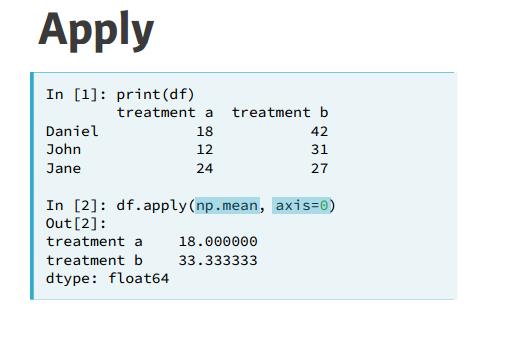 Apply
In [1]: print(df)
treatment a treatment b
Daniel 18 42
John 12 31
Jane 24 27
In [2]: df.apply(np.mean, axis=0)
Out[2]:
treatment a 18.000000
treatment b 33.333333
dtype: float64